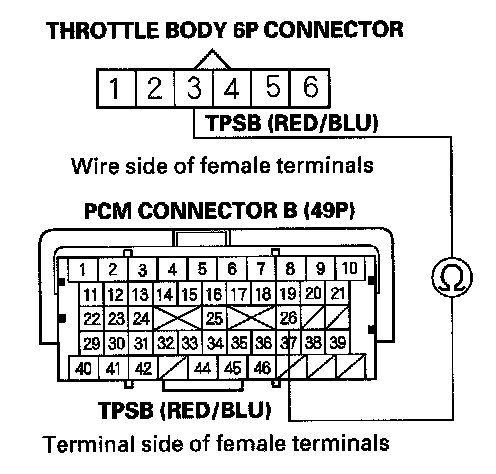 THROTTLE BODY 6P CONNECTOR
1 2 3 4 5 6
TPSB (RED/BLU)
Wire side of female terminals
PCM CONNECTOR B (49P)
1 2 3 4 5 6 7 8 9 10
11 12 13 14 15 16 17 18 19 20 21
22 23 24 25 26
29 30 31 32 33 34 35 36 37 38 39
40 41 42 44 45 46
Ω
TPSB (RED/BLU)
Terminal side of female terminals